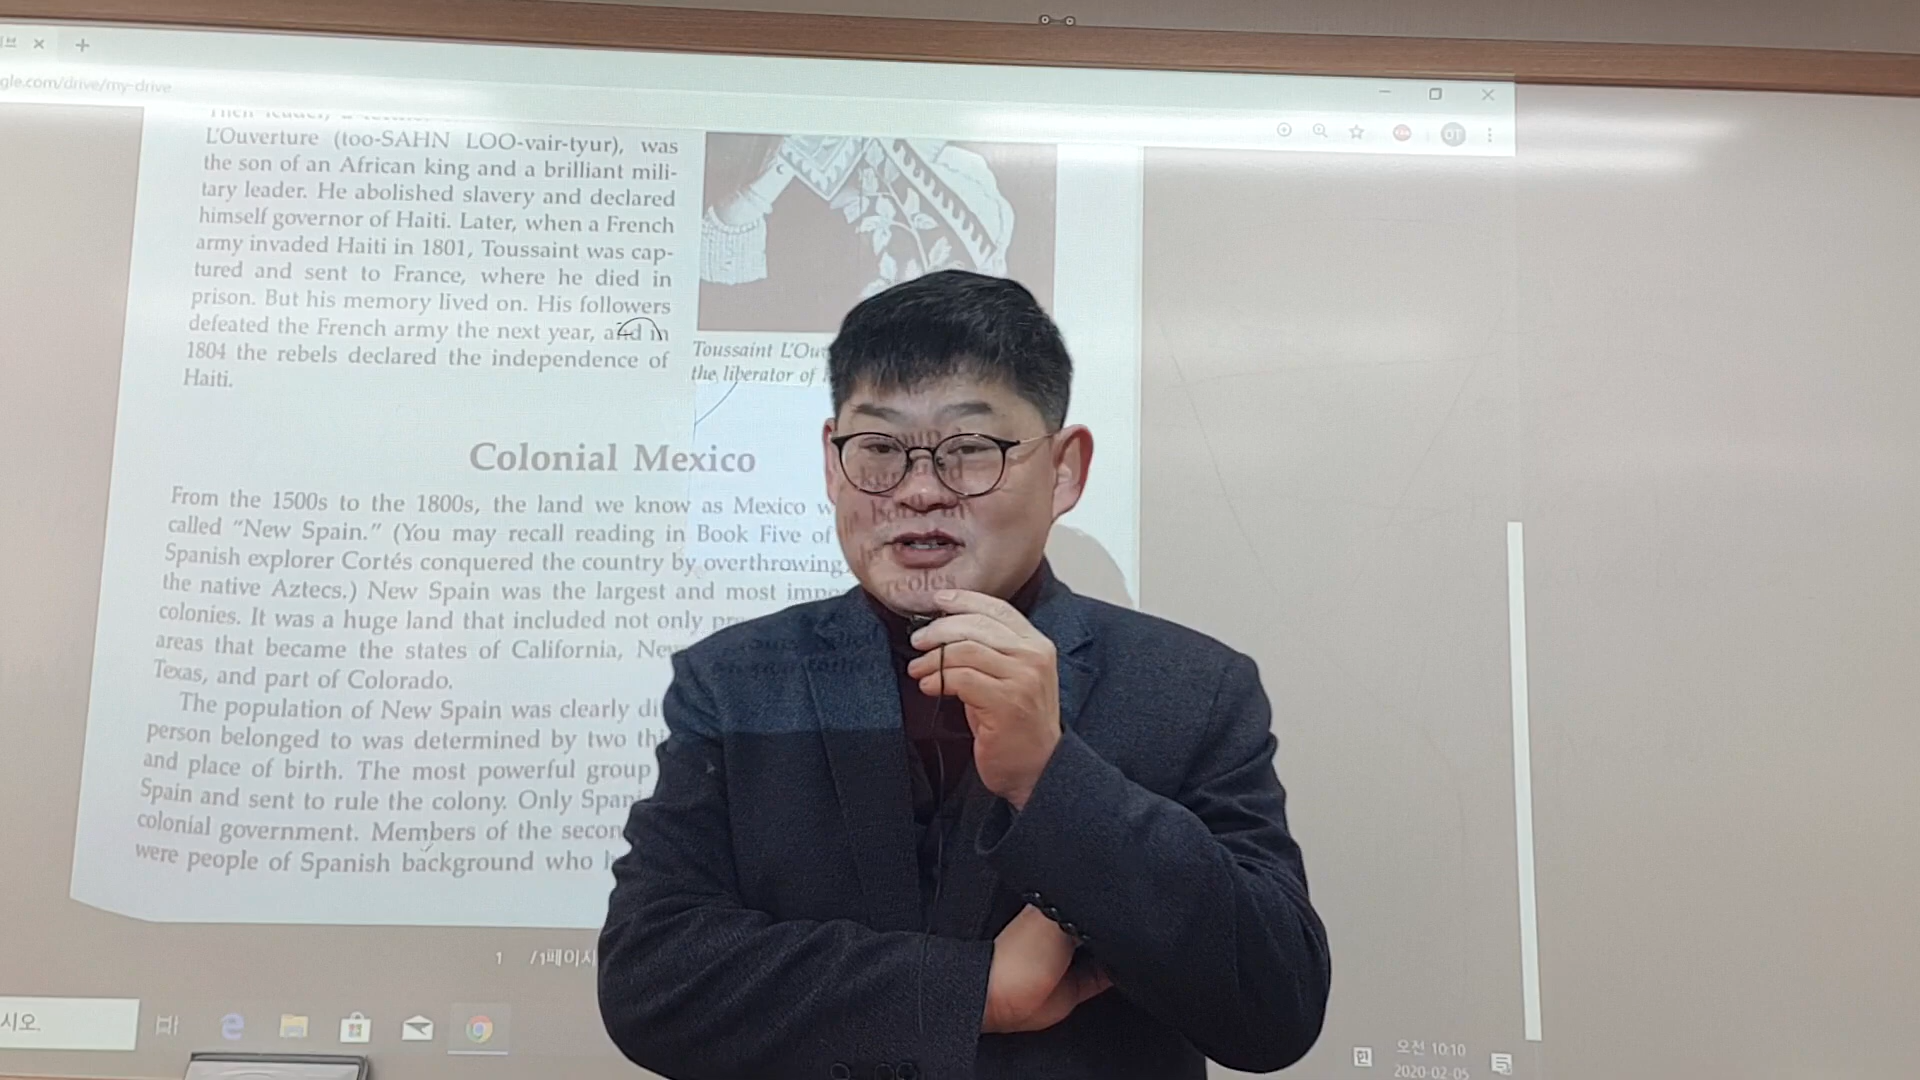 gle.com/drive/my-drive
L'Ouverture (too-SAHN LOO-vair-tyur), was
the son of an African king and a brilliant mili-
tary leader. He abolished slavery and declared
himself governor of Haiti. Later, when a French
army invaded Haiti in 1801, Toussaint was cap-
tured and sent to France, where he died in
prison. But his memory lived on. His followers
defeated the French army the next year, and in
1804 the rebels declared the independence of
Haiti.
Toussaint L'Ou
the liberator of
Colonial Mexico
From the 1500s to the 1800s, the land we know as Mexico w
called "New Spain." (You may recall reading in Book Five of
Spanish explorer Cortés conquered the country by overthrowing
the native Aztecs.) New Spain was the largest and most impo
colonies. It was a huge land that included not only pr
areas that became the states of California, Ne
Texas, and part of Colorado.
The population of New Spain was clearly di
person belonged to was determined by two thi
and place of birth. The most powerful group
Spain and sent to rule the colony. Only Spani
colonial government. Members of the secon
were people of Spanish background who
creoles
1 /1페이지
시오.
오전 10:10
2020-02-05